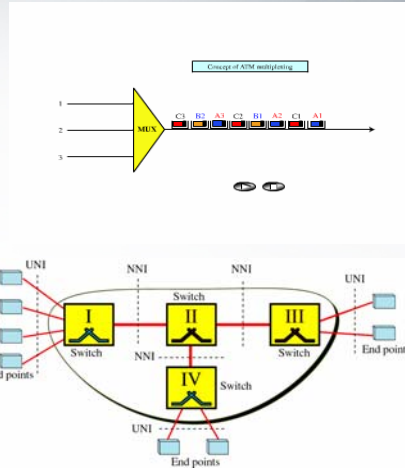 Concept of ATM multiplexing
C3 B2 A3 C2 B1 A2 C1 A1
1
MUX
2
3
UNI
NNI
NNI
UNI
Switch
I
II
III
Switch
Switch
End points
d points
NNI
IV
Switch
UNI
End points